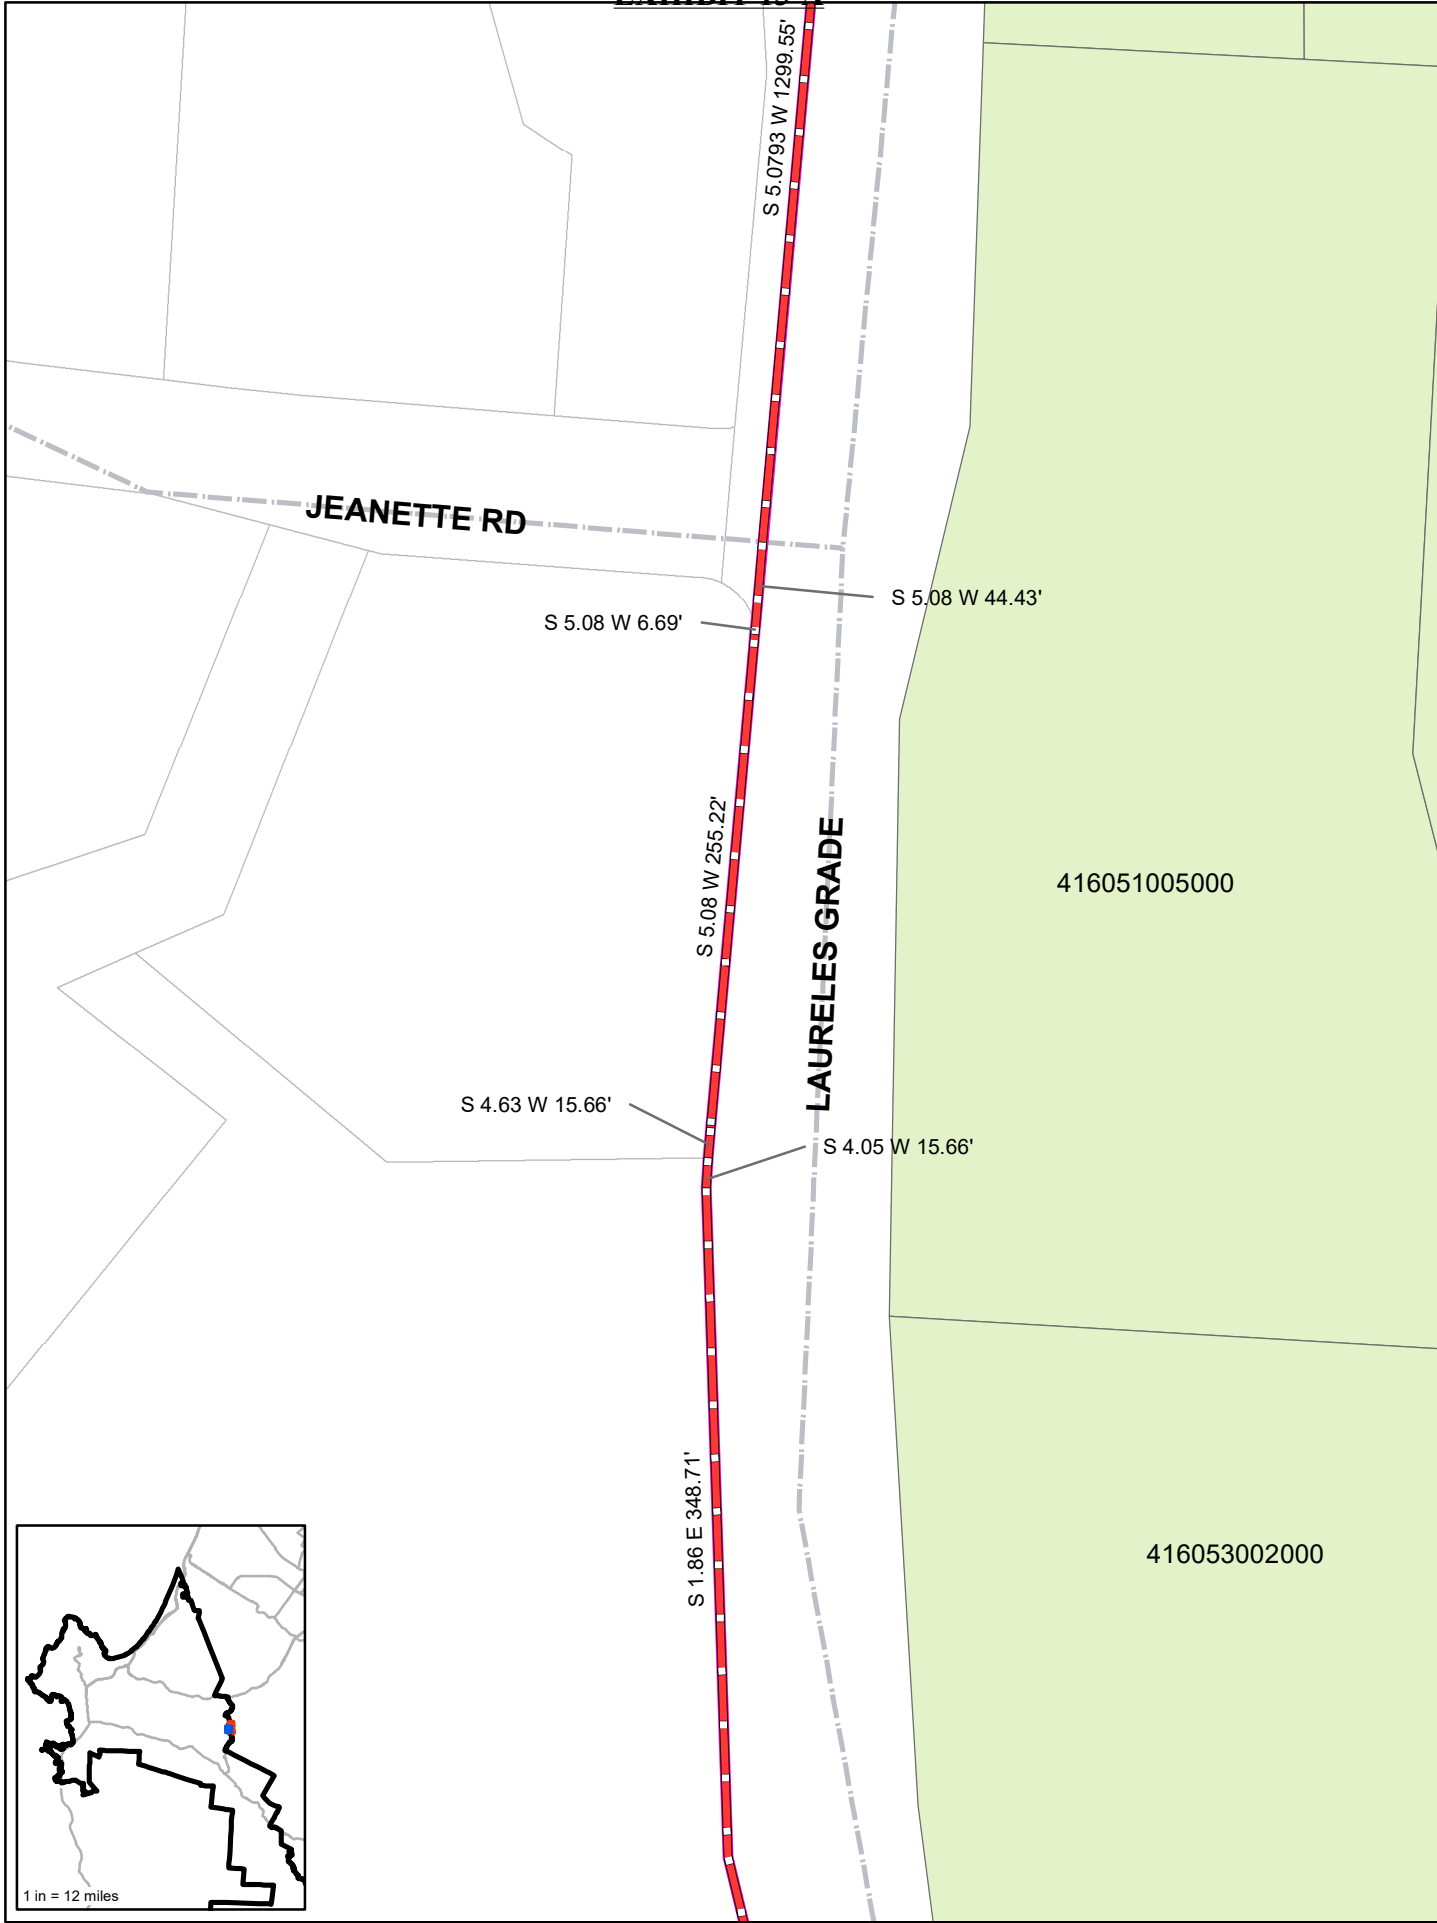 S 5.0793 W 1299.55'
JEANETTE RD
S 5.08 W 44.43'
S 5.08 W 6.69'
S 5.08 W 255.22'
LAURELES GRADE
416051005000
S 4.63 W 15.66'
S 4.05 W 15.66'
S 1.86 E 348.71'
416053002000
1 in = 12 miles